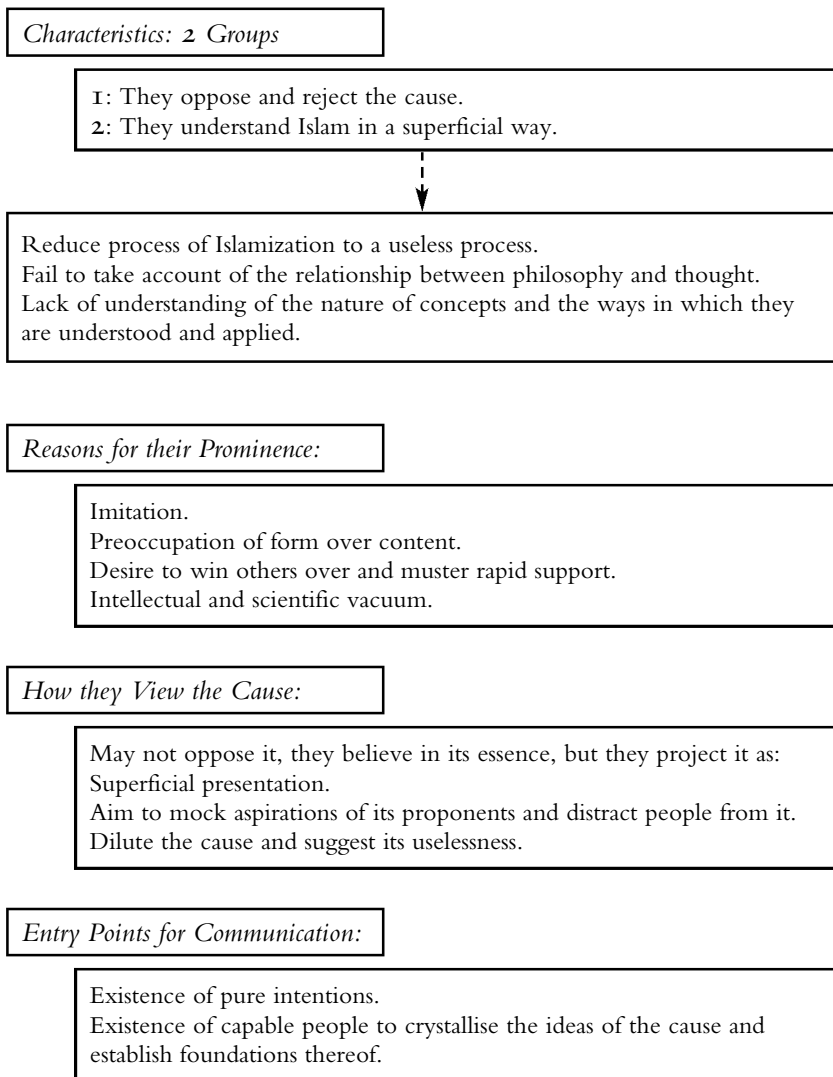 Characteristics: 2 Groups
1: They oppose and reject the cause.
2: They understand Islam in a superficial way.
Reduce process of Islamization to a useless process.
Fail to take account of the relationship between philosophy and thought.
Lack of understanding of the nature of concepts and the ways in which they
are understood and applied.
Reasons for their Prominence:
Imitation.
Preoccupation of form over content.
Desire to win others over and muster rapid support.
Intellectual and scientific vacuum.
How they View the Cause:
May not oppose it, they believe in its essence, but they project it as:
Superficial presentation.
Aim to mock aspirations of its proponents and distract people from it.
Dilute the cause and suggest its uselessness.
Entry Points for Communication:
Existence of pure intentions.
Existence of capable people to crystallise the ideas of the cause and
establish foundations thereof.